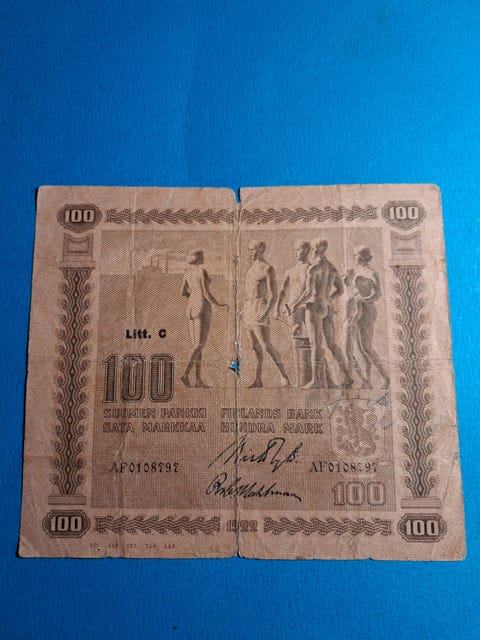 100 100
Litt. C
100
SUOMEN PANKKI FINLANDS BANK
SATA MARKKAA HUNDRA MARK
AF0108797 AF0108797
100
100 1922 100